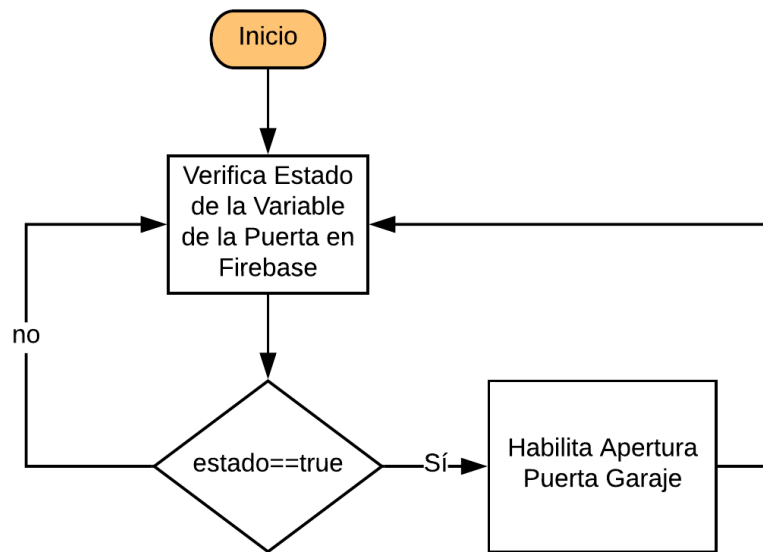 Inicio
Verifica Estado
de la Variable
de la Puerta en
Firebase
no
estado==true
Sí
Habilita Apertura
Puerta Garaje